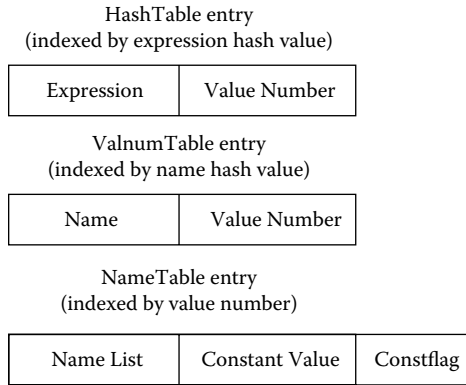 HashTable entry
(indexed by expression hash value)
Expression Value Number
ValnumTable entry
(indexed by name hash value)
Name Value Number
NameTable entry
(indexed by value number)
Name List Constant Value Constflag